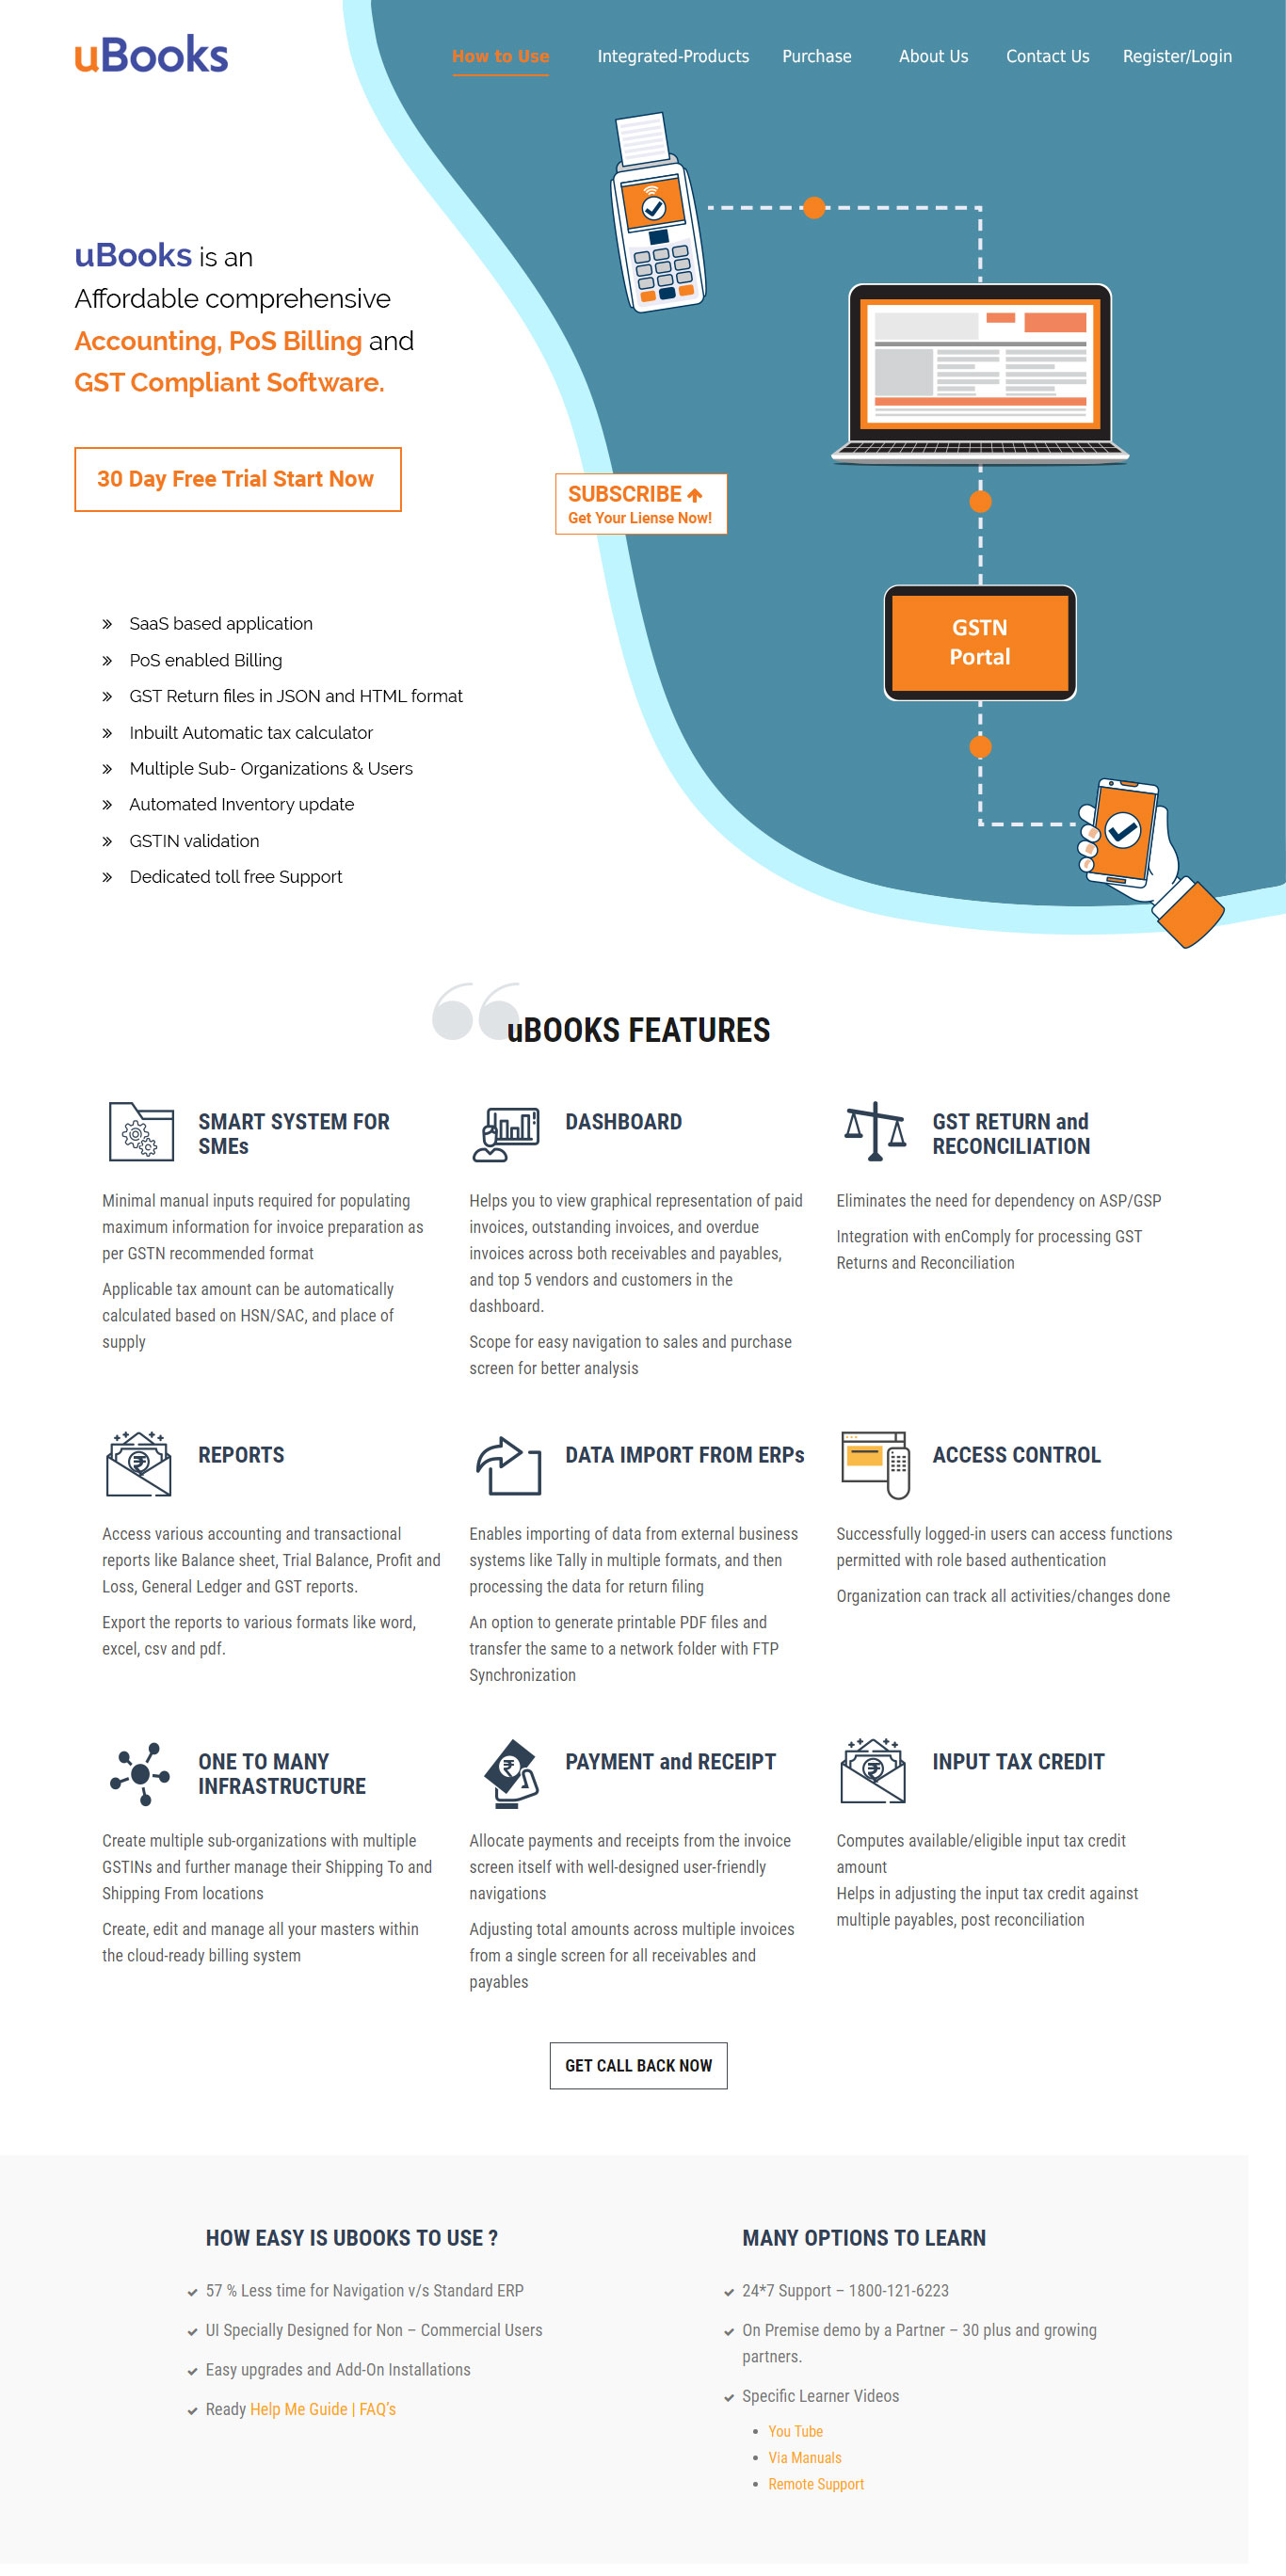 uBooks
How to Use
Integrated-Products
Purchase
About Us
Contact Us
Register/Login
uBooks is an
Affordable comprehensive
Accounting, PoS Billing and
GST Compliant Software.
30 Day Free Trial Start Now
SUBSCRIBE
Get Your Liense Now!
GSTN
Portal
SaaS based application
PoS enabled Billing
GST Return files in JSON and HTML format
Inbuilt Automatic tax calculator
Multiple Sub- Organizations & Users
Automated Inventory update
GSTIN validation
Dedicated toll free Support
uBOOKS FEATURES
SMART SYSTEM FOR
SMEs
Minimal manual inputs required for populating
maximum information for invoice preparation as
per GSTN recommended format
Applicable tax amount can be automatically
calculated based on HSN/SAC, and place of
supply
DASHBOARD
Helps you to view graphical representation of paid
invoices, outstanding invoices, and overdue
invoices across both receivables and payables,
and top 5 vendors and customers in the
dashboard.
Scope for easy navigation to sales and purchase
screen for better analysis
GST RETURN and
RECONCILIATION
Eliminates the need for dependency on ASP/GSP
Integration with enComply for processing GST
Returns and Reconciliation
REPORTS
Access various accounting and transactional
reports like Balance sheet, Trial Balance, Profit and
Loss, General Ledger and GST reports.
Export the reports to various formats like word,
excel, csv and pdf.
DATA IMPORT FROM ERPs
Enables importing of data from external business
systems like Tally in multiple formats, and then
processing the data for return filing
An option to generate printable PDF files and
transfer the same to a network folder with FTP
Synchronization
ACCESS CONTROL
Successfully logged-in users can access functions
permitted with role based authentication
Organization can track all activities/changes done
ONE TO MANY
INFRASTRUCTURE
Create multiple sub-organizations with multiple
GSTINs and further manage their Shipping To and
Shipping From locations
Create, edit and manage all your masters within
the cloud-ready billing system
PAYMENT and RECEIPT
Allocate payments and receipts from the invoice
screen itself with well-designed user-friendly
navigations
Adjusting total amounts across multiple invoices
from a single screen for all receivables and
payables
INPUT TAX CREDIT
Computes available/eligible input tax credit
amount
Helps in adjusting the input tax credit against
multiple payables, post reconciliation
GET CALL BACK NOW
HOW EASY IS UBOOKS TO USE ?
57 % Less time for Navigation v/s Standard ERP
UI Specially Designed for Non – Commercial Users
Easy upgrades and Add-On Installations
Ready Help Me Guide | FAQ's
MANY OPTIONS TO LEARN
24*7 Support – 1800-121-6223
On Premise demo by a Partner – 30 plus and growing
partners.
Specific Learner Videos
You Tube
Via Manuals
Remote Support